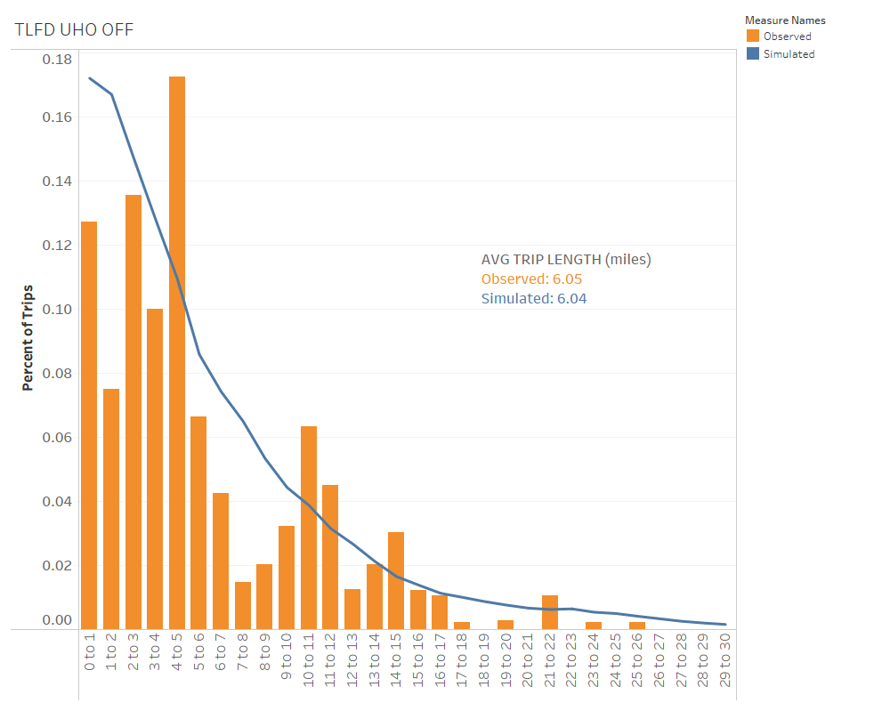 TLFD UHO OFF
Measure Names
Observed
Simulated
Percent of Trips
0.18
0.16
0.14
0.12
0.10
0.08
0.06
0.04
0.02
0.00
AVG TRIP LENGTH (miles)
Observed: 6.05
Simulated: 6.04
0 to 1
1 to 2
2 to 3
3 to 4
4 to 5
5 to 6
6 to 7
7 to 8
8 to 9
9 to 10
10 to 11
11 to 12
12 to 13
13 to 14
14 to 15
15 to 16
16 to 17
17 to 18
18 to 19
19 to 20
20 to 21
21 to 22
22 to 23
23 to 24
24 to 25
25 to 26
26 to 27
27 to 28
28 to 29
29 to 30